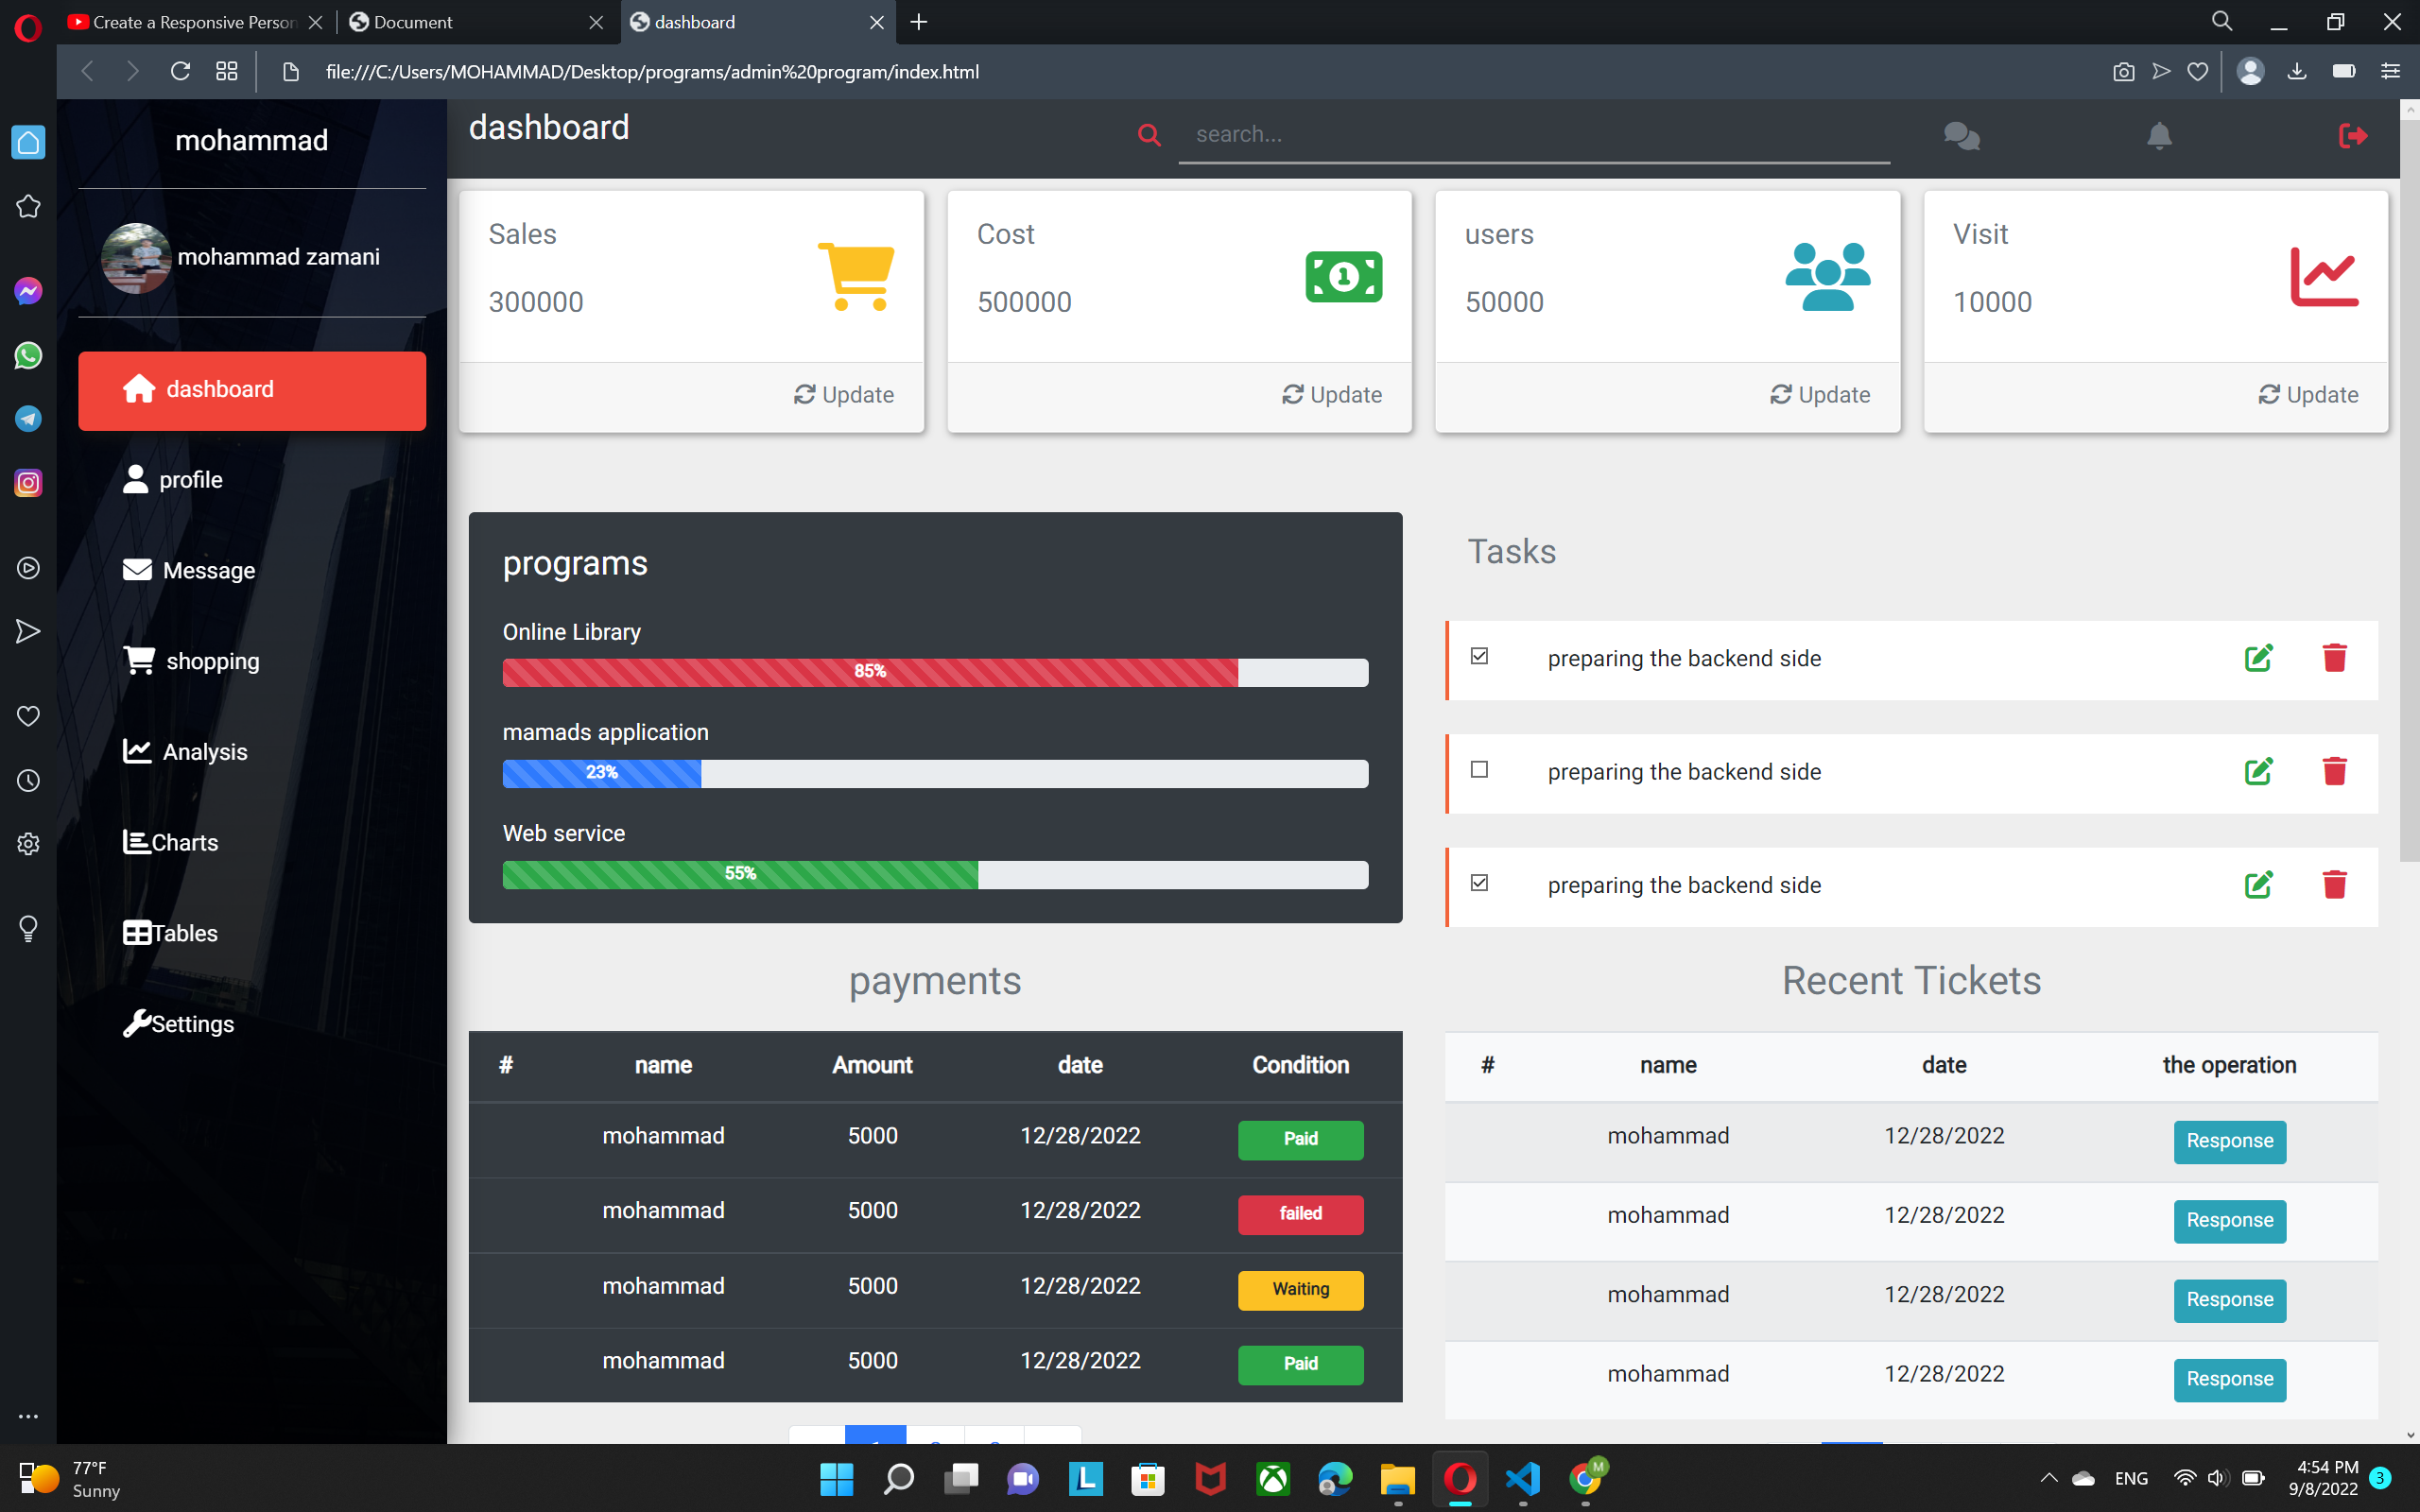 Create a Responsive Person
Document
dashboard
file:///C:/Users/MOHAMMAD/Desktop/programs/admin%20program/index.html
mohammad
dashboard
search...
mohammad zamani
dashboard
profile
Message
shopping
Analysis
Charts
Tables
Settings
Sales
300000
Update
Cost
500000
Update
users
50000
Update
Visit
10000
Update
programs
Online Library
85%
mamads application
23%
Web service
55%
Tasks
preparing the backend side
preparing the backend side
preparing the backend side
payments
# name Amount date Condition
mohammad 5000 12/28/2022 Paid
mohammad 5000 12/28/2022 failed
mohammad 5000 12/28/2022 Waiting
mohammad 5000 12/28/2022 Paid
Recent Tickets
# name date the operation
mohammad 12/28/2022 Response
mohammad 12/28/2022 Response
mohammad 12/28/2022 Response
mohammad 12/28/2022 Response
77°F
Sunny
L
M
ENG
4:54 PM
9/8/2022
3